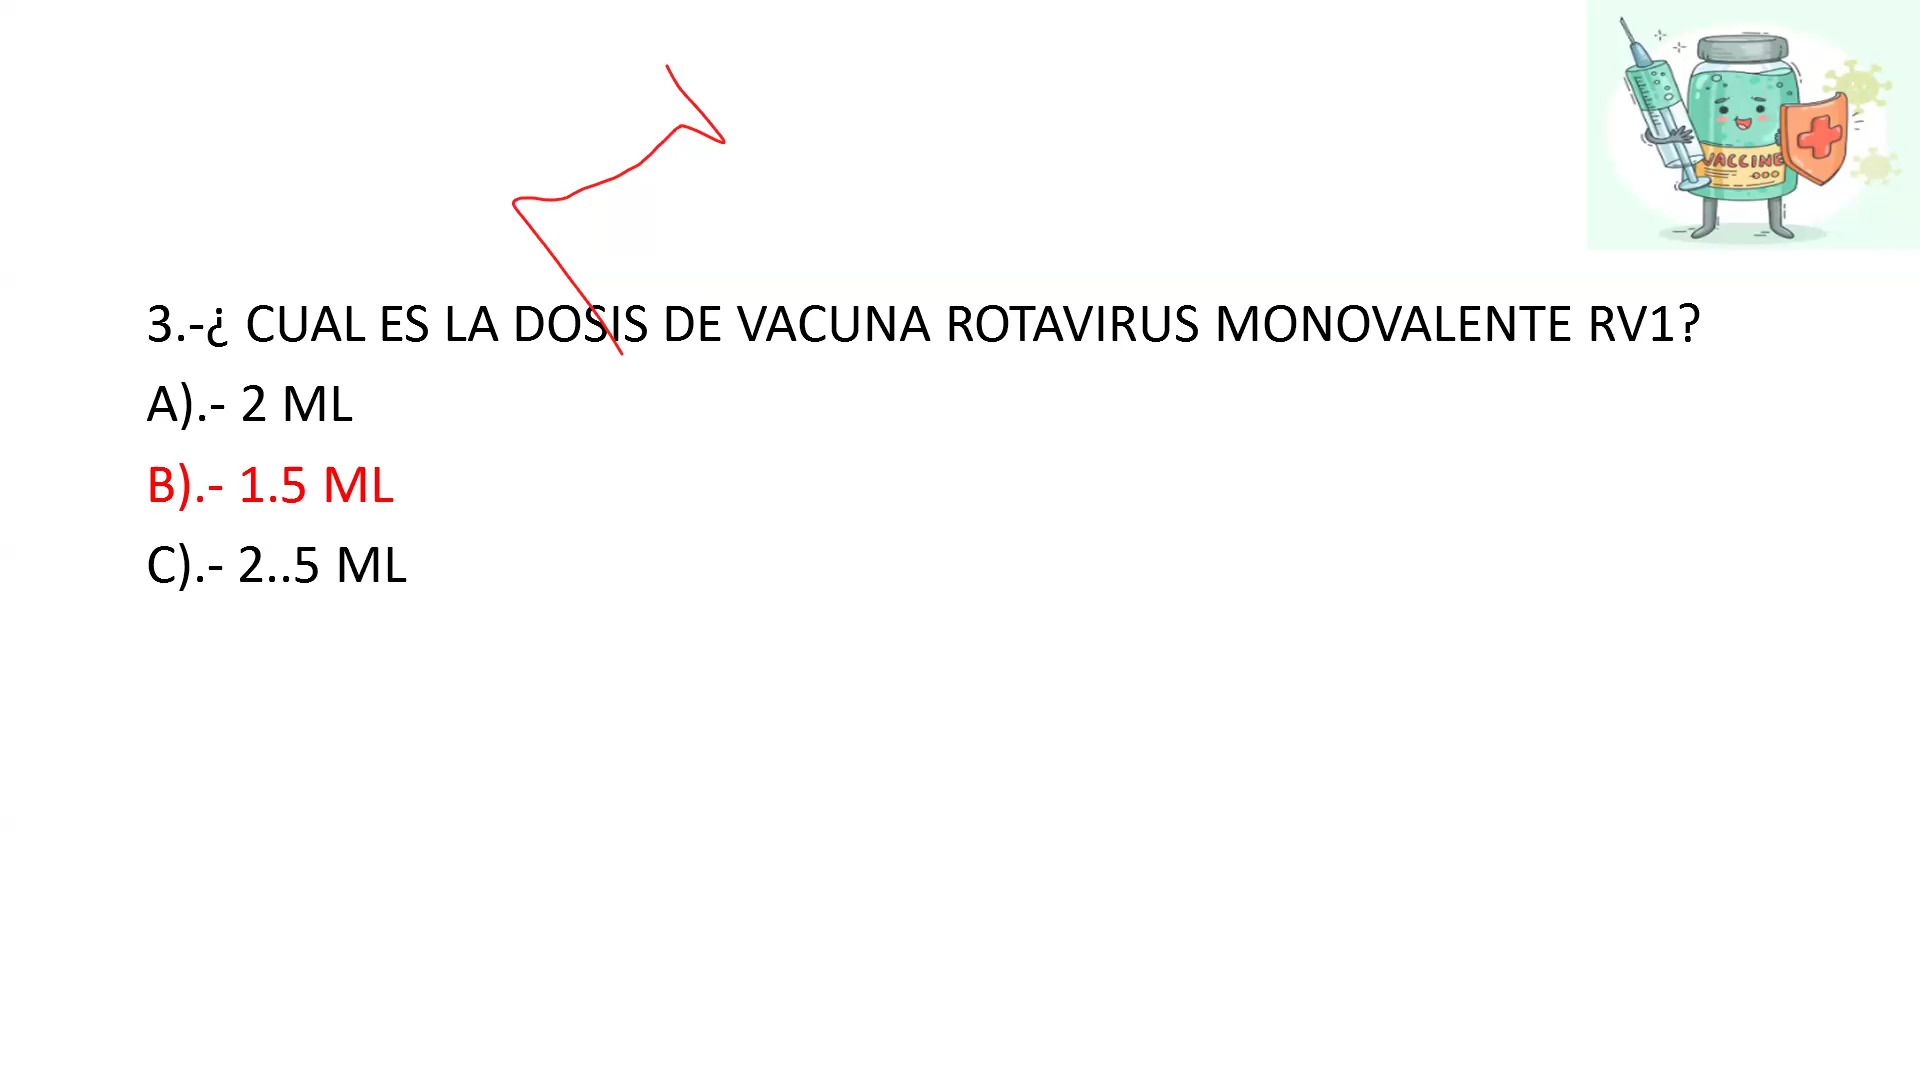 VACCINE
3.-¿ CUAL ES LA DOSIS DE VACUNA ROTAVIRUS MONOVALENTE RV1?
A).- 2 ML
B).- 1.5 ML
C).- 2..5 ML